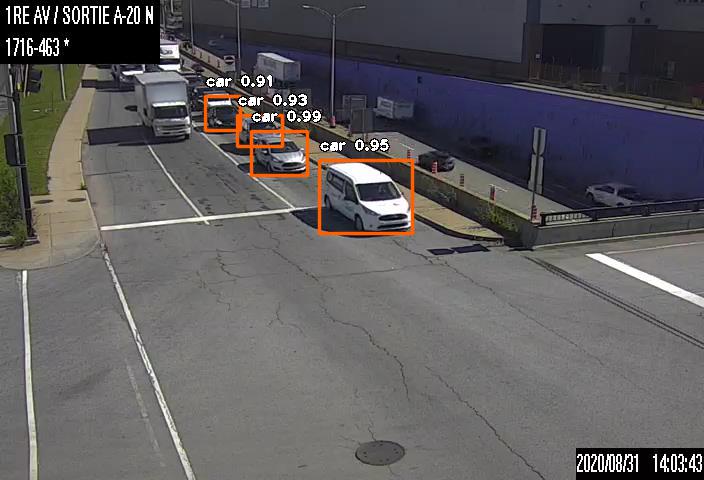 1RE AV / SORTIE A-20 N
1716-463 *
car 0.91
car 0.93
car 0.99
car 0.95
2020/08/31 14:03:43